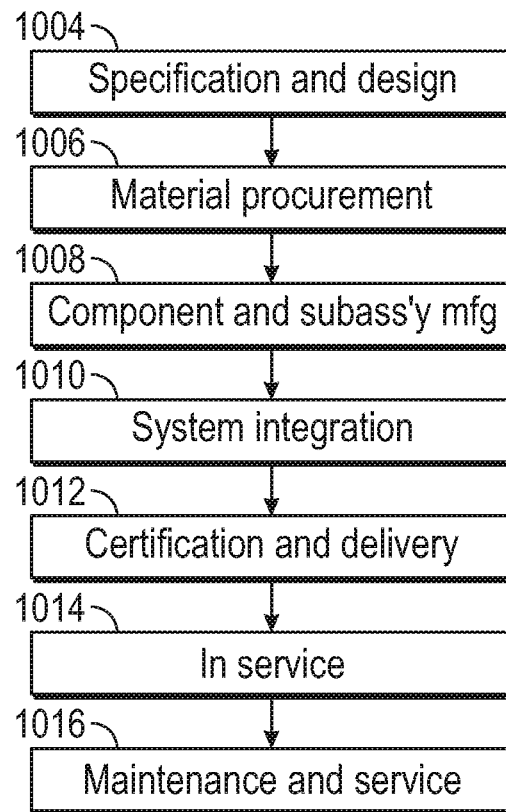 1004
Specification and design
1006
Material procurement
1008
Component and subass'y mfg
1010
System integration
1012
Certification and delivery
1014
In service
1016
Maintenance and service